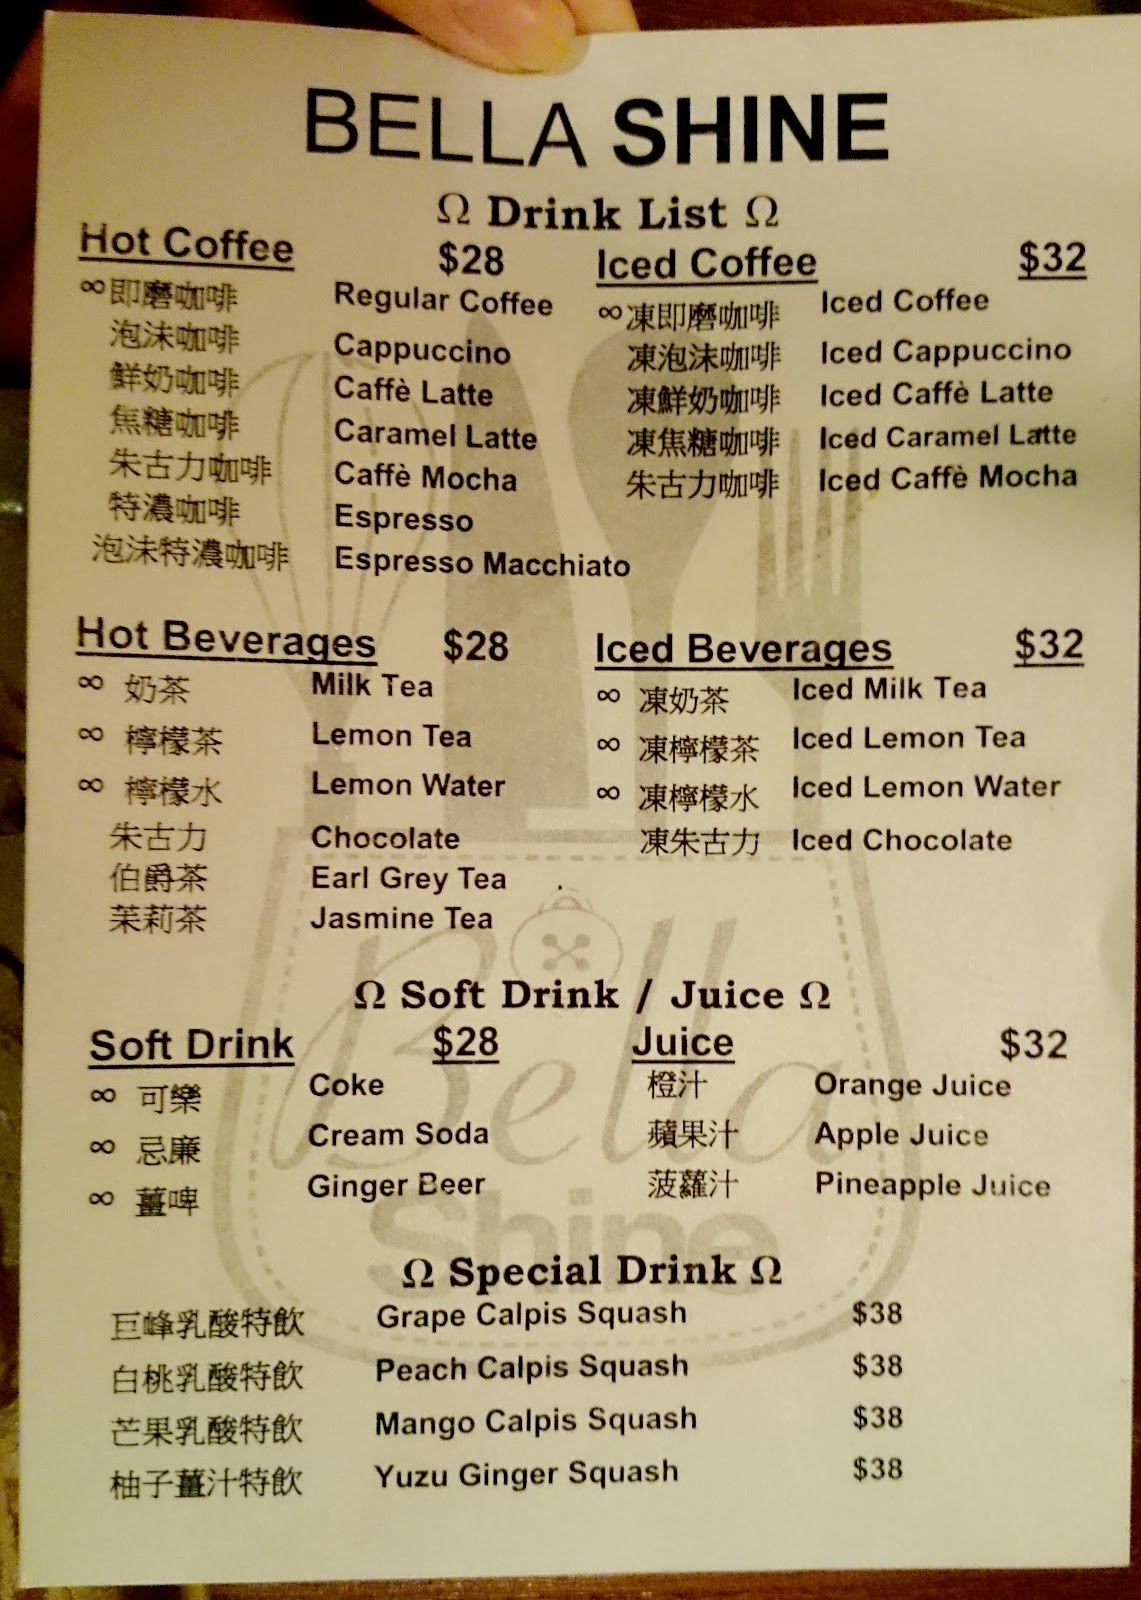 BELLA SHINE
Ω Drink List Ω
Hot Coffee $28
∞即磨咖啡 Regular Coffee
泡沫咖啡 Cappuccino
鮮奶咖啡 Caffè Latte
焦糖咖啡 Caramel Latte
朱古力咖啡 Caffè Mocha
特濃咖啡 Espresso
泡沫特濃咖啡 Espresso Macchiato
Iced Coffee $32
∞凍即磨咖啡 Iced Coffee
凍泡沫咖啡 Iced Cappuccino
凍鮮奶咖啡 Iced Caffè Latte
凍焦糖咖啡 Iced Caramel Latte
朱古力咖啡 Iced Caffè Mocha
Hot Beverages $28
∞ 奶茶 Milk Tea
∞ 檸檬茶 Lemon Tea
∞ 檸檬水 Lemon Water
朱古力 Chocolate
伯爵茶 Earl Grey Tea
茉莉茶 Jasmine Tea
Iced Beverages $32
∞ 凍奶茶 Iced Milk Tea
∞ 凍檸檬茶 Iced Lemon Tea
∞ 凍檸檬水 Iced Lemon Water
凍朱古力 Iced Chocolate
Ω Soft Drink / Juice Ω
Soft Drink $28
∞ 可樂 Coke
∞ 忌廉 Cream Soda
∞ 薑啤 Ginger Beer
Juice $32
橙汁 Orange Juice
蘋果汁 Apple Juice
菠蘿汁 Pineapple Juice
Bella
Shine
Ω Special Drink Ω
巨峰乳酸特飲 Grape Calpis Squash $38
白桃乳酸特飲 Peach Calpis Squash $38
芒果乳酸特飲 Mango Calpis Squash $38
柚子薑汁特飲 Yuzu Ginger Squash $38